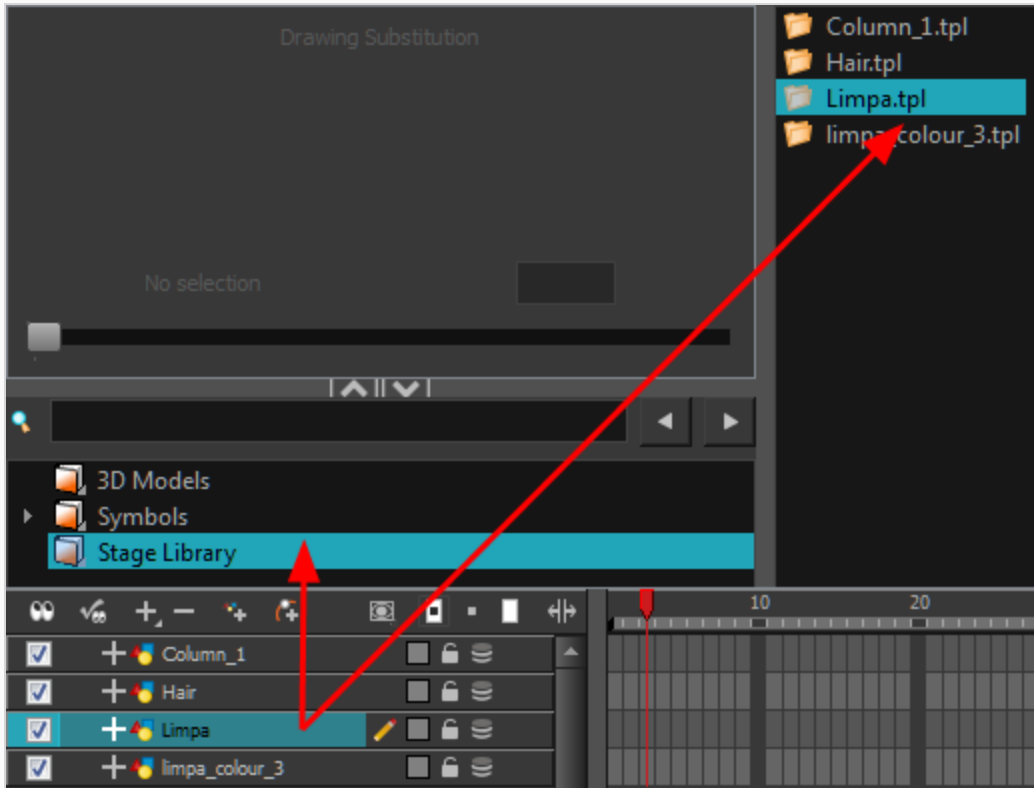 Drawing Substitution
No selection
Column_1.tpl
Hair.tpl
Limpa.tpl
limpa_colour_3.tpl
3D Models
Symbols
Stage Library
10 20
Column_1
Hair
Limpa
limpa_colour_3